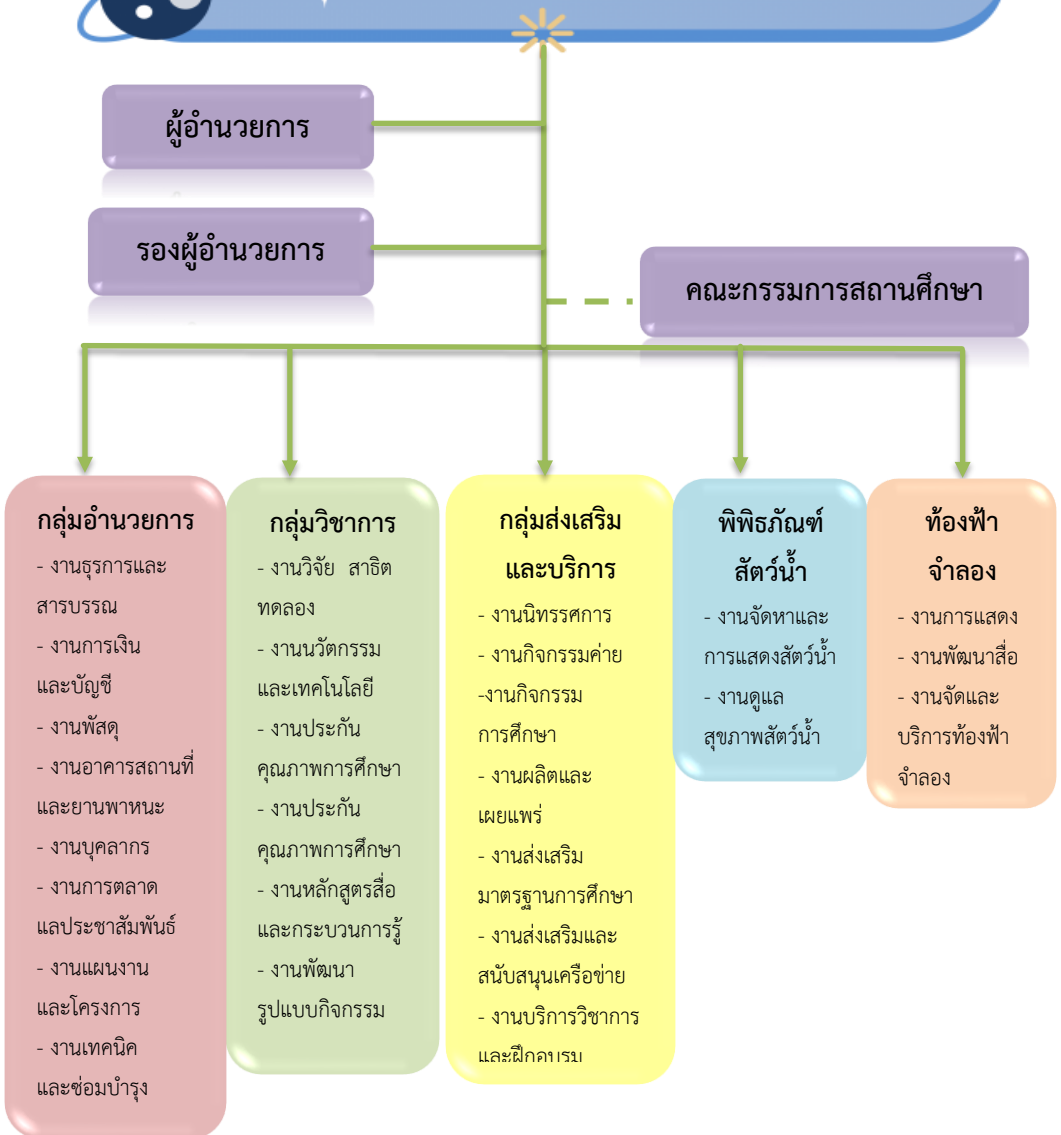 ผู้อำนวยการ
รองผู้อำนวยการ
คณะกรรมการสถานศึกษา
กลุ่มอำนวยการ
- งานธุรการและ
สารบรรณ
- งานการเงิน
และบัญชี
- งานพัสดุ
- งานอาคารสถานที่
และยานพาหนะ
- งานบุคลากร
- งานการตลาด
แลประชาสัมพันธ์
- งานแผนงาน
และโครงการ
- งานเทคนิค
และซ่อมบำรุง
กลุ่มวิชาการ
- งานวิจัย สาธิต
ทดลอง
- งานนวัตกรรม
และเทคโนโลยี
- งานประกัน
คุณภาพการศึกษา
- งานประกัน
คุณภาพการศึกษา
- งานหลักสูตรสื่อ
และกระบวนการรู้
- งานพัฒนา
รูปแบบกิจกรรม
กลุ่มส่งเสริม
และบริการ
- งานนิทรรศการ
- งานกิจกรรมค่าย
-งานกิจกรรม
การศึกษา
- งานผลิตและ
เผยแพร่
- งานส่งเสริม
มาตรฐานการศึกษา
- งานส่งเสริมและ
สนับสนุนเครือข่าย
- งานบริการวิชาการ
และฝึกอบรม
พิพิธภัณฑ์
สัตว์น้ำ
- งานจัดหาและ
การแสดงสัตว์น้ำ
- งานดูแล
สุขภาพสัตว์น้ำ
ท้องฟ้า
จำลอง
- งานการแสดง
- งานพัฒนาสื่อ
- งานจัดและ
บริการท้องฟ้า
จำลอง